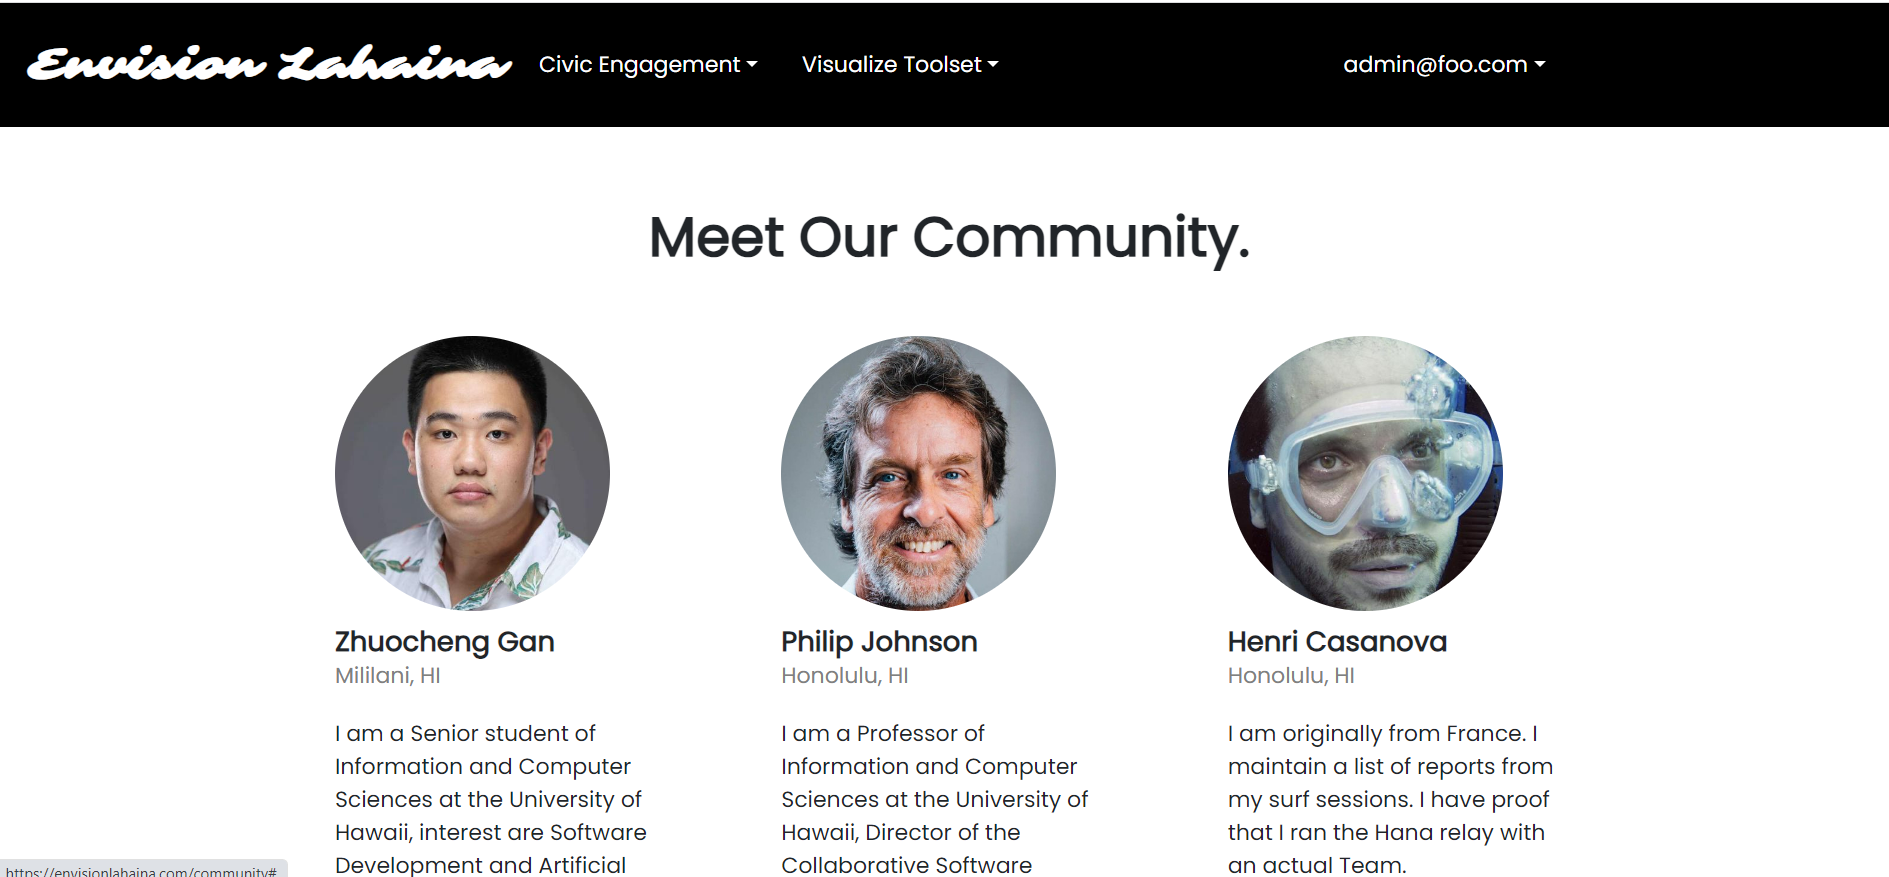 Envision Lahaina Civic Engagement Visualize Toolset admin@foo.com
Meet Our Community.
Zhuocheng Gan
Mililani, HI
I am a Senior student of
Information and Computer
Sciences at the University of
Hawaii, interest are Software
Development and Artificial
Philip Johnson
Honolulu, HI
I am a Professor of
Information and Computer
Sciences at the University of
Hawaii, Director of the
Collaborative Software
Henri Casanova
Honolulu, HI
I am originally from France. I
maintain a list of reports from
my surf sessions. I have proof
that I ran the Hana relay with
an actual Team.
https://envisionlahaina.com/community#